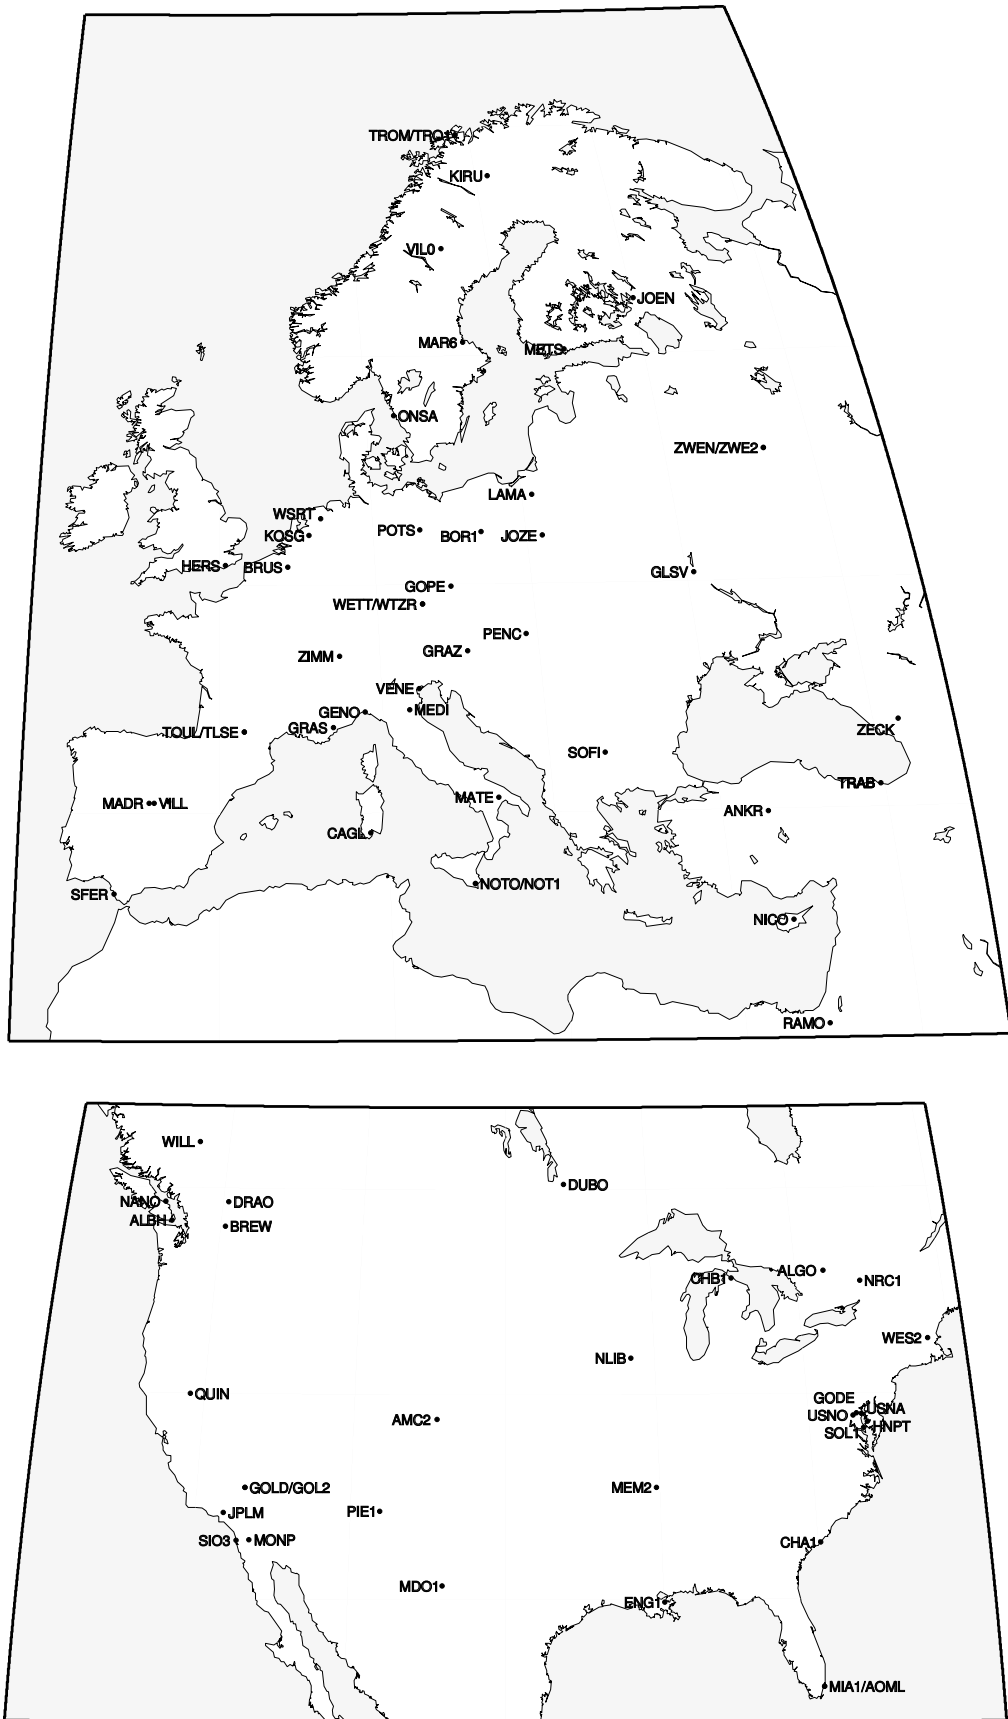 TROM/TRO1
KIRU
VIL0
JOEN
MAR6
METS
ONSA
ZWEN/ZWE2
LAMA
WSRT
POTS
BOR1
JOZE
KOSG
HERS
BRUS
GLSV
GOPE
WETT/WTZR
PENC
GRAZ
ZIMM
VENE
MEDI
GENO
GRAS
TOUL/TLSE
ZECK
SOFI
TRAB
MATE
MADR
VILL
ANKR
CAGL
NOTO/NOT1
SFER
NICO
RAMO
WILL
DUBO
NANO
DRAO
ALBH
BREW
ALGO
CHB1
NRC1
WES2
NLIB
QUIN
GODE
USNA
AMC2
USNO
HNPT
SOL1
GOLD/GOL2
MEM2
JPLM
PIE1
SIO3
MONP
CHA1
MDO1
ENG1
MIA1/AOML